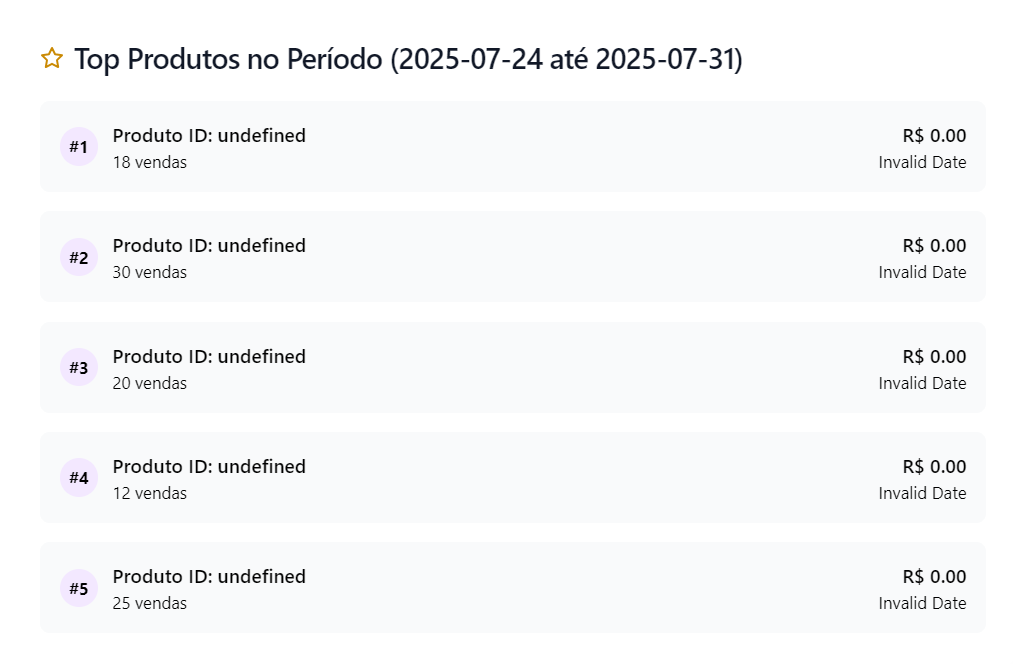 Top Produtos no Período (2025-07-24 até 2025-07-31)
#1
Produto ID: undefined
18 vendas
R$ 0.00
Invalid Date
#2
Produto ID: undefined
30 vendas
R$ 0.00
Invalid Date
#3
Produto ID: undefined
20 vendas
R$ 0.00
Invalid Date
#4
Produto ID: undefined
12 vendas
R$ 0.00
Invalid Date
#5
Produto ID: undefined
25 vendas
R$ 0.00
Invalid Date